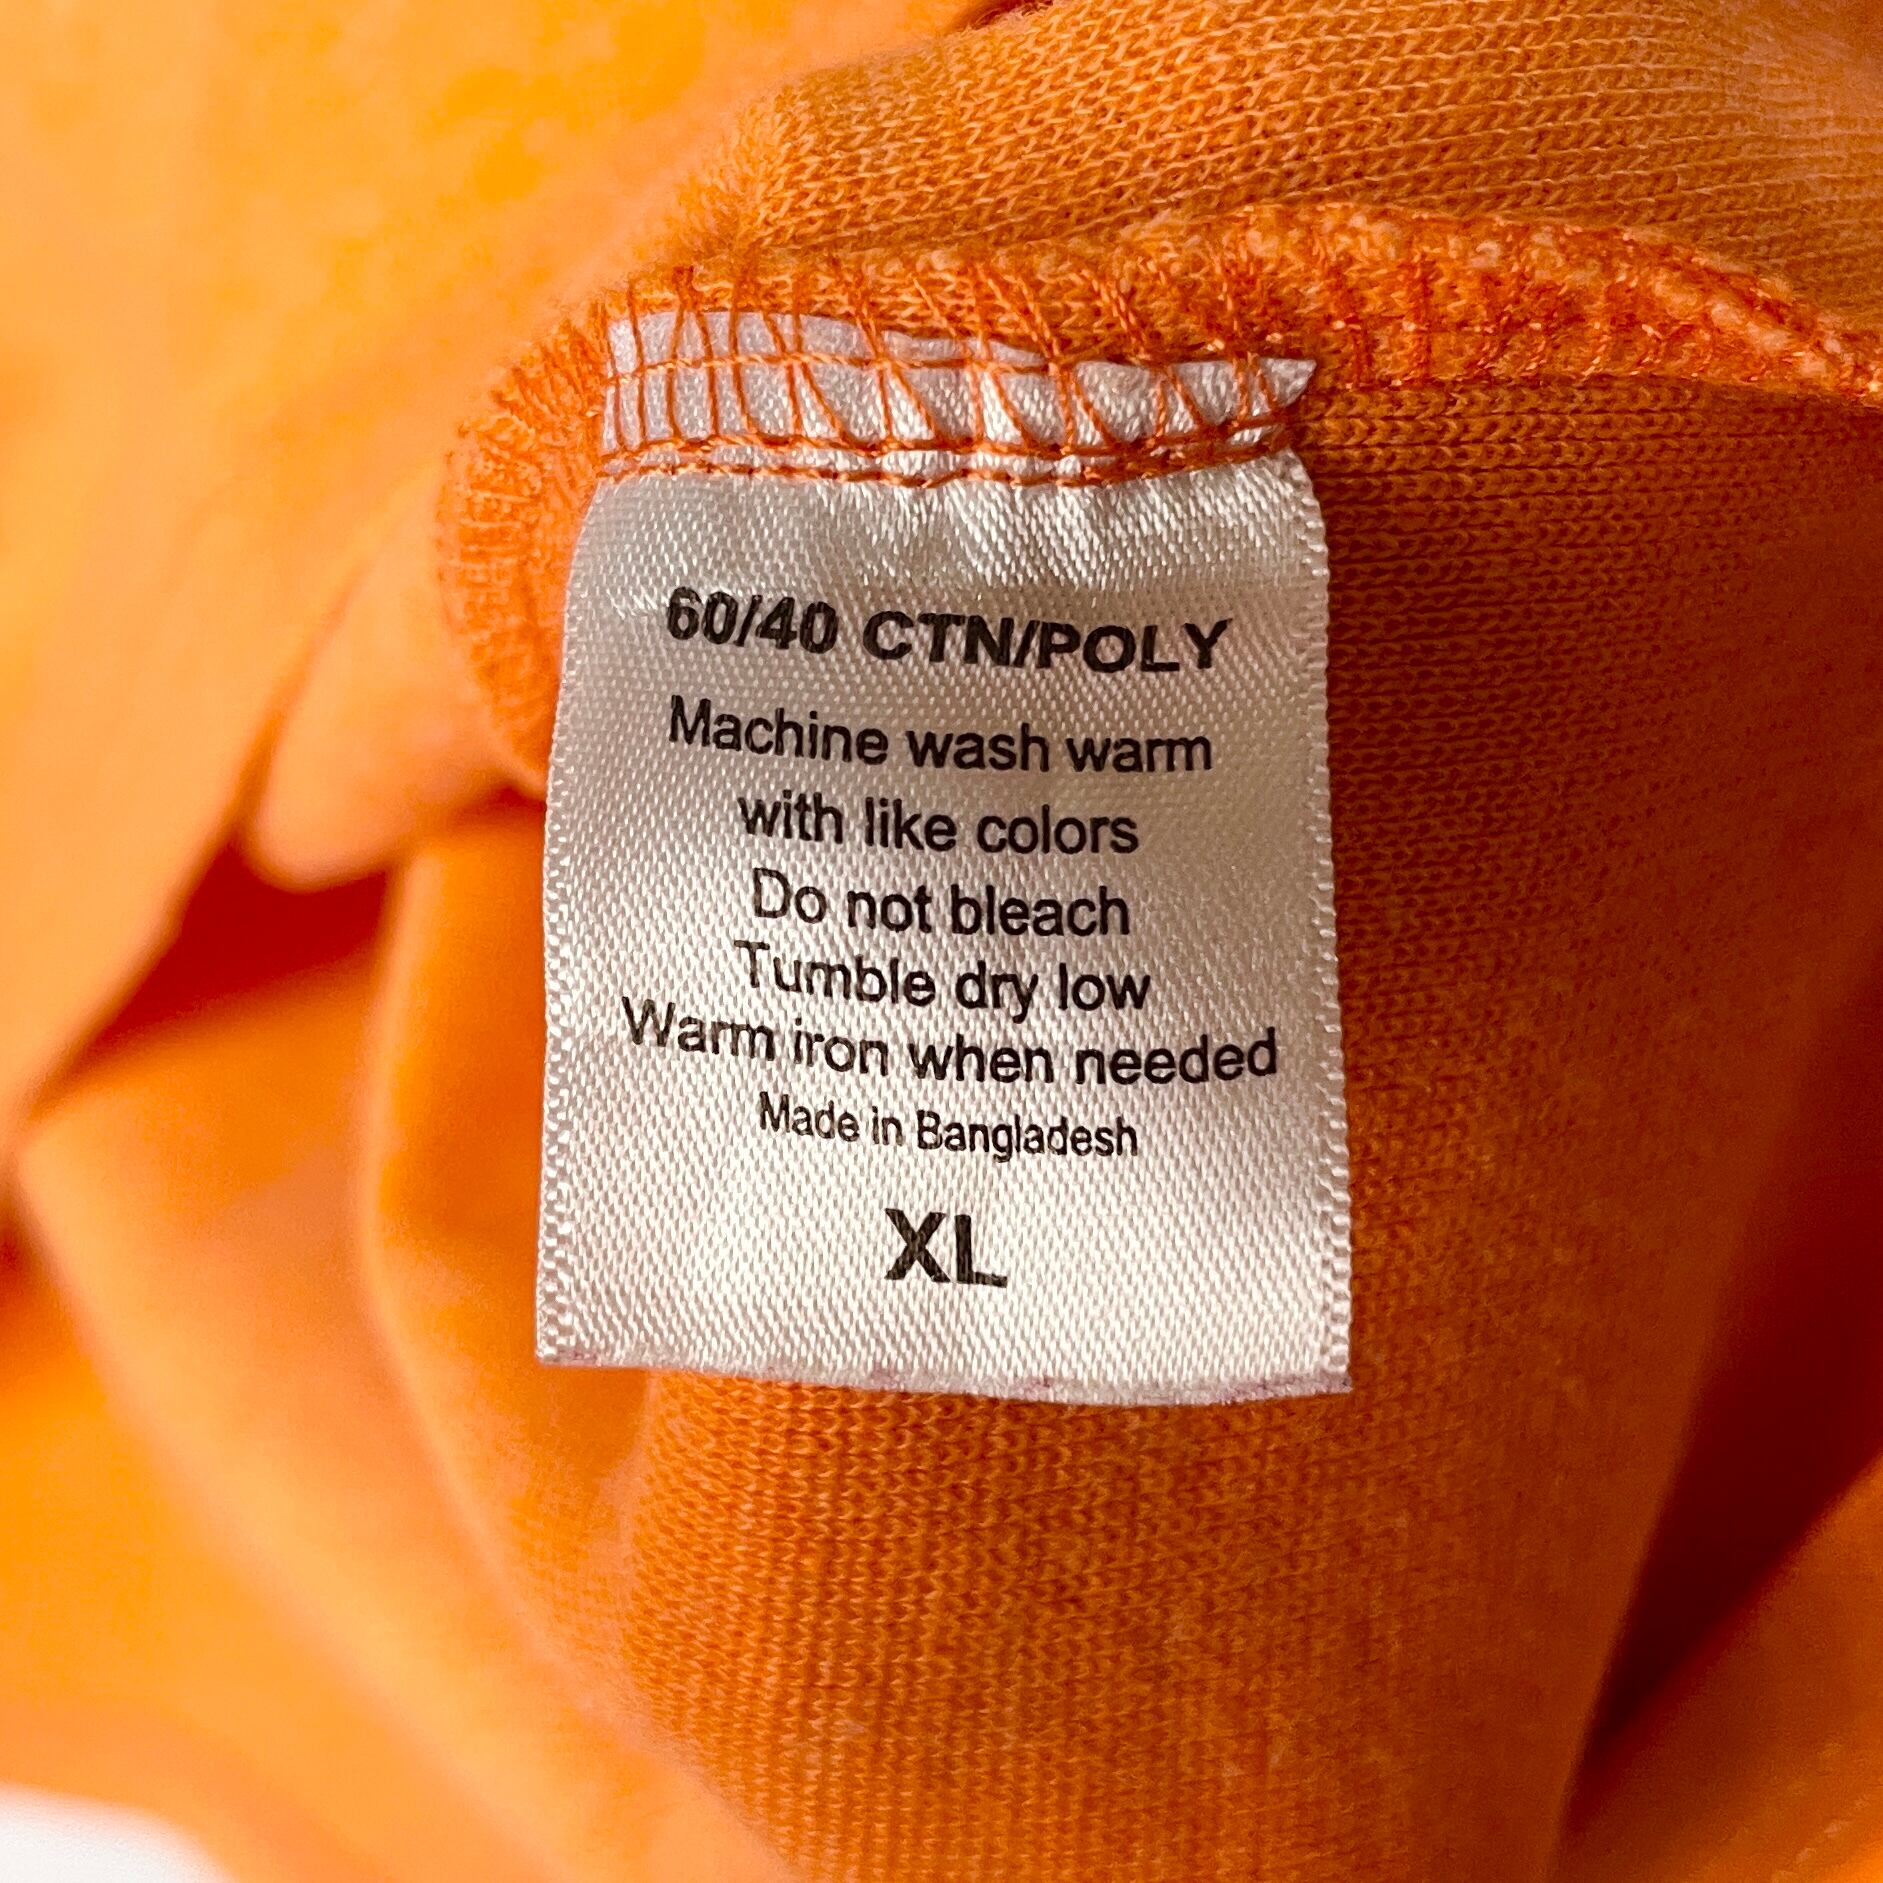 60/40 CTN/POLY
Machine wash warm
with like colors
Do not bleach
Tumble dry low
Warm iron when needed
Made in Bangladesh
XL